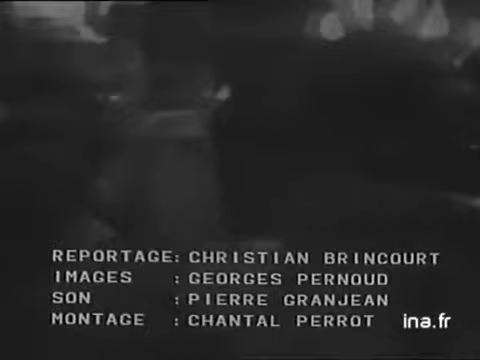 REPORTAGE: CHRISTIAN BRINCOURT
IMAGES : GEORGES PERNOUD
SON : PIERRE GRANJEAN
MONTAGE : CHANTAL PERROT
ina.fr